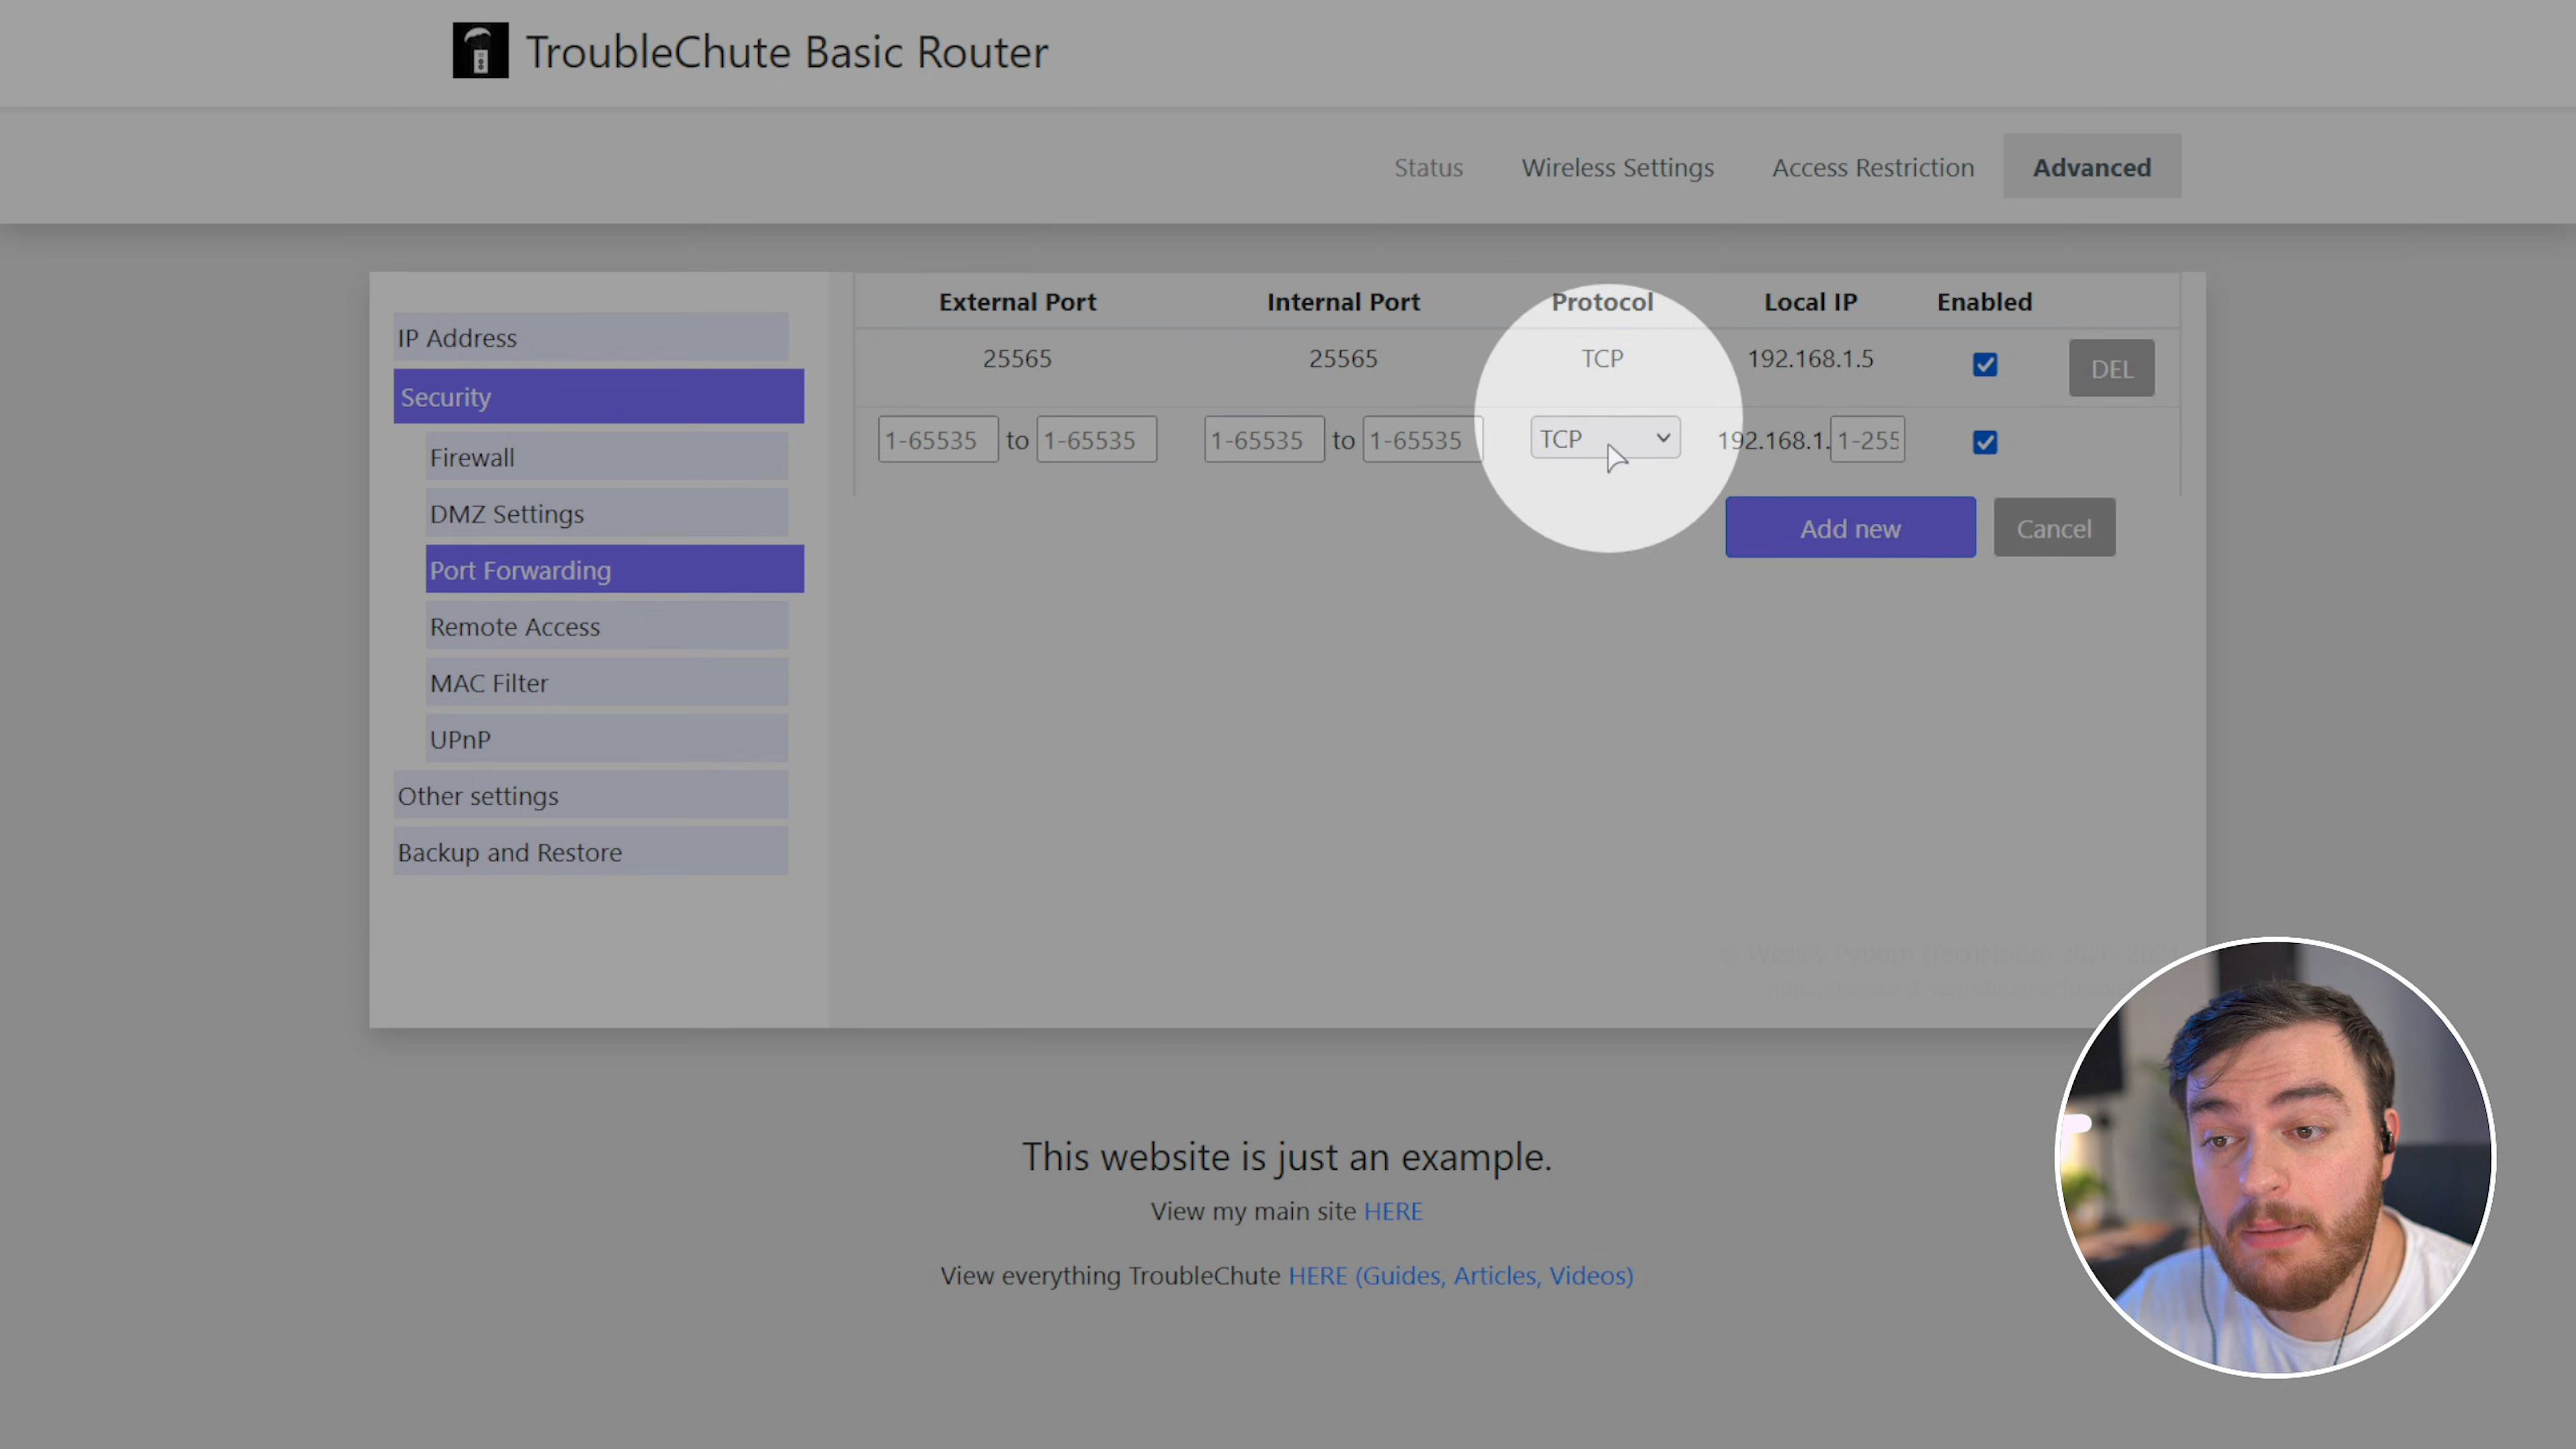 TroubleChute Basic Router
Status Wireless Settings Access Restriction Advanced
IP Address
Security
Firewall
DMZ Settings
Port Forwarding
Remote Access
MAC Filter
UPnP
Other settings
Backup and Restore
External Port Internal Port Protocol Local IP Enabled
25565 25565 TCP 192.168.1.5 DEL
1-65535 to 1-65535 1-65535 to 1-65535 TCP 192.168.1. 1-255
Add new Cancel
This website is just an example.
View my main site HERE
View everything TroubleChute HERE (Guides, Articles, Videos)